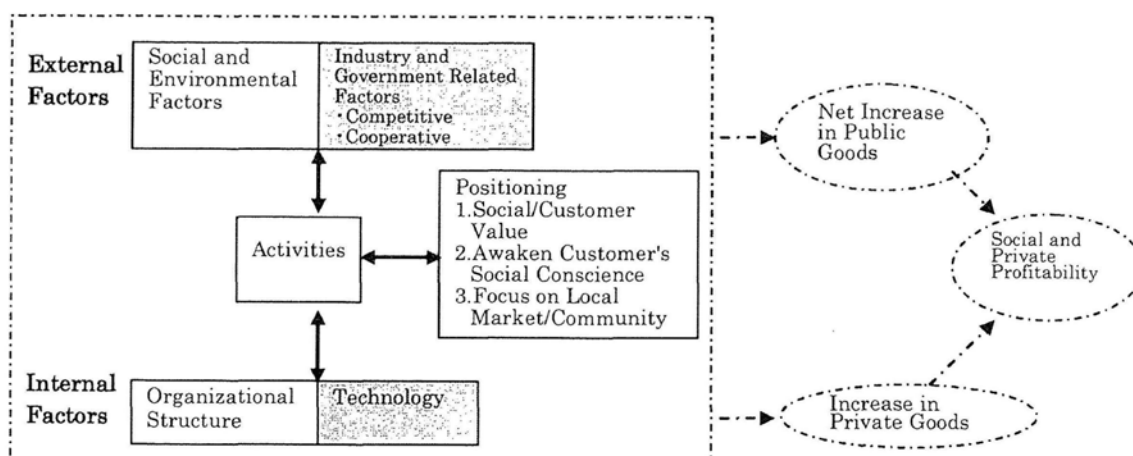 External
Factors
Social and
Environmental
Factors
Industry and
Government Related
Factors
・Competitive
・Cooperative
Activities
Positioning
1.Social/Customer
Value
2.Awaken Customer's
Social Conscience
3.Focus on Local
Market/Community
Internal
Factors
Organizational
Structure
Technology
Net Increase
in Public
Goods
Social and
Private
Profitability
Increase in
Private Goods